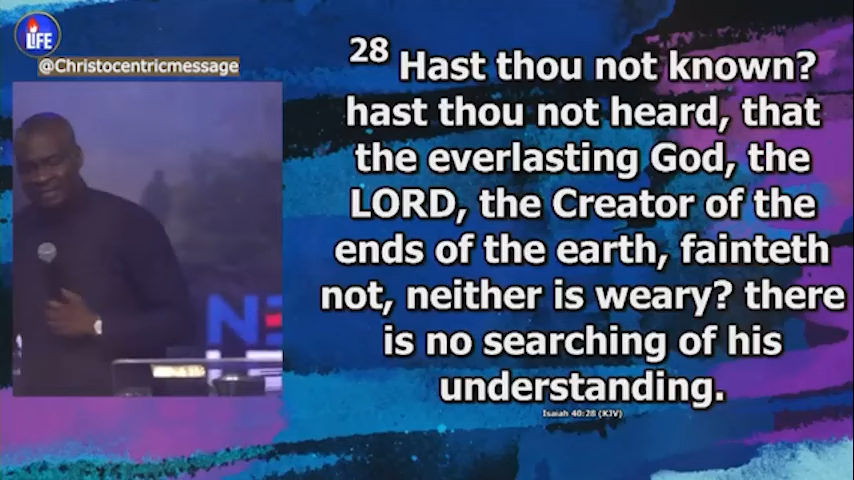 LIFE
@Christocentricmessage
28 Hast thou not known?
hast thou not heard, that
the everlasting God, the
LORD, the Creator of the
ends of the earth, fainteth
not, neither is weary? there
is no searching of his
understanding.
Isaiah 40:28 (KJV)